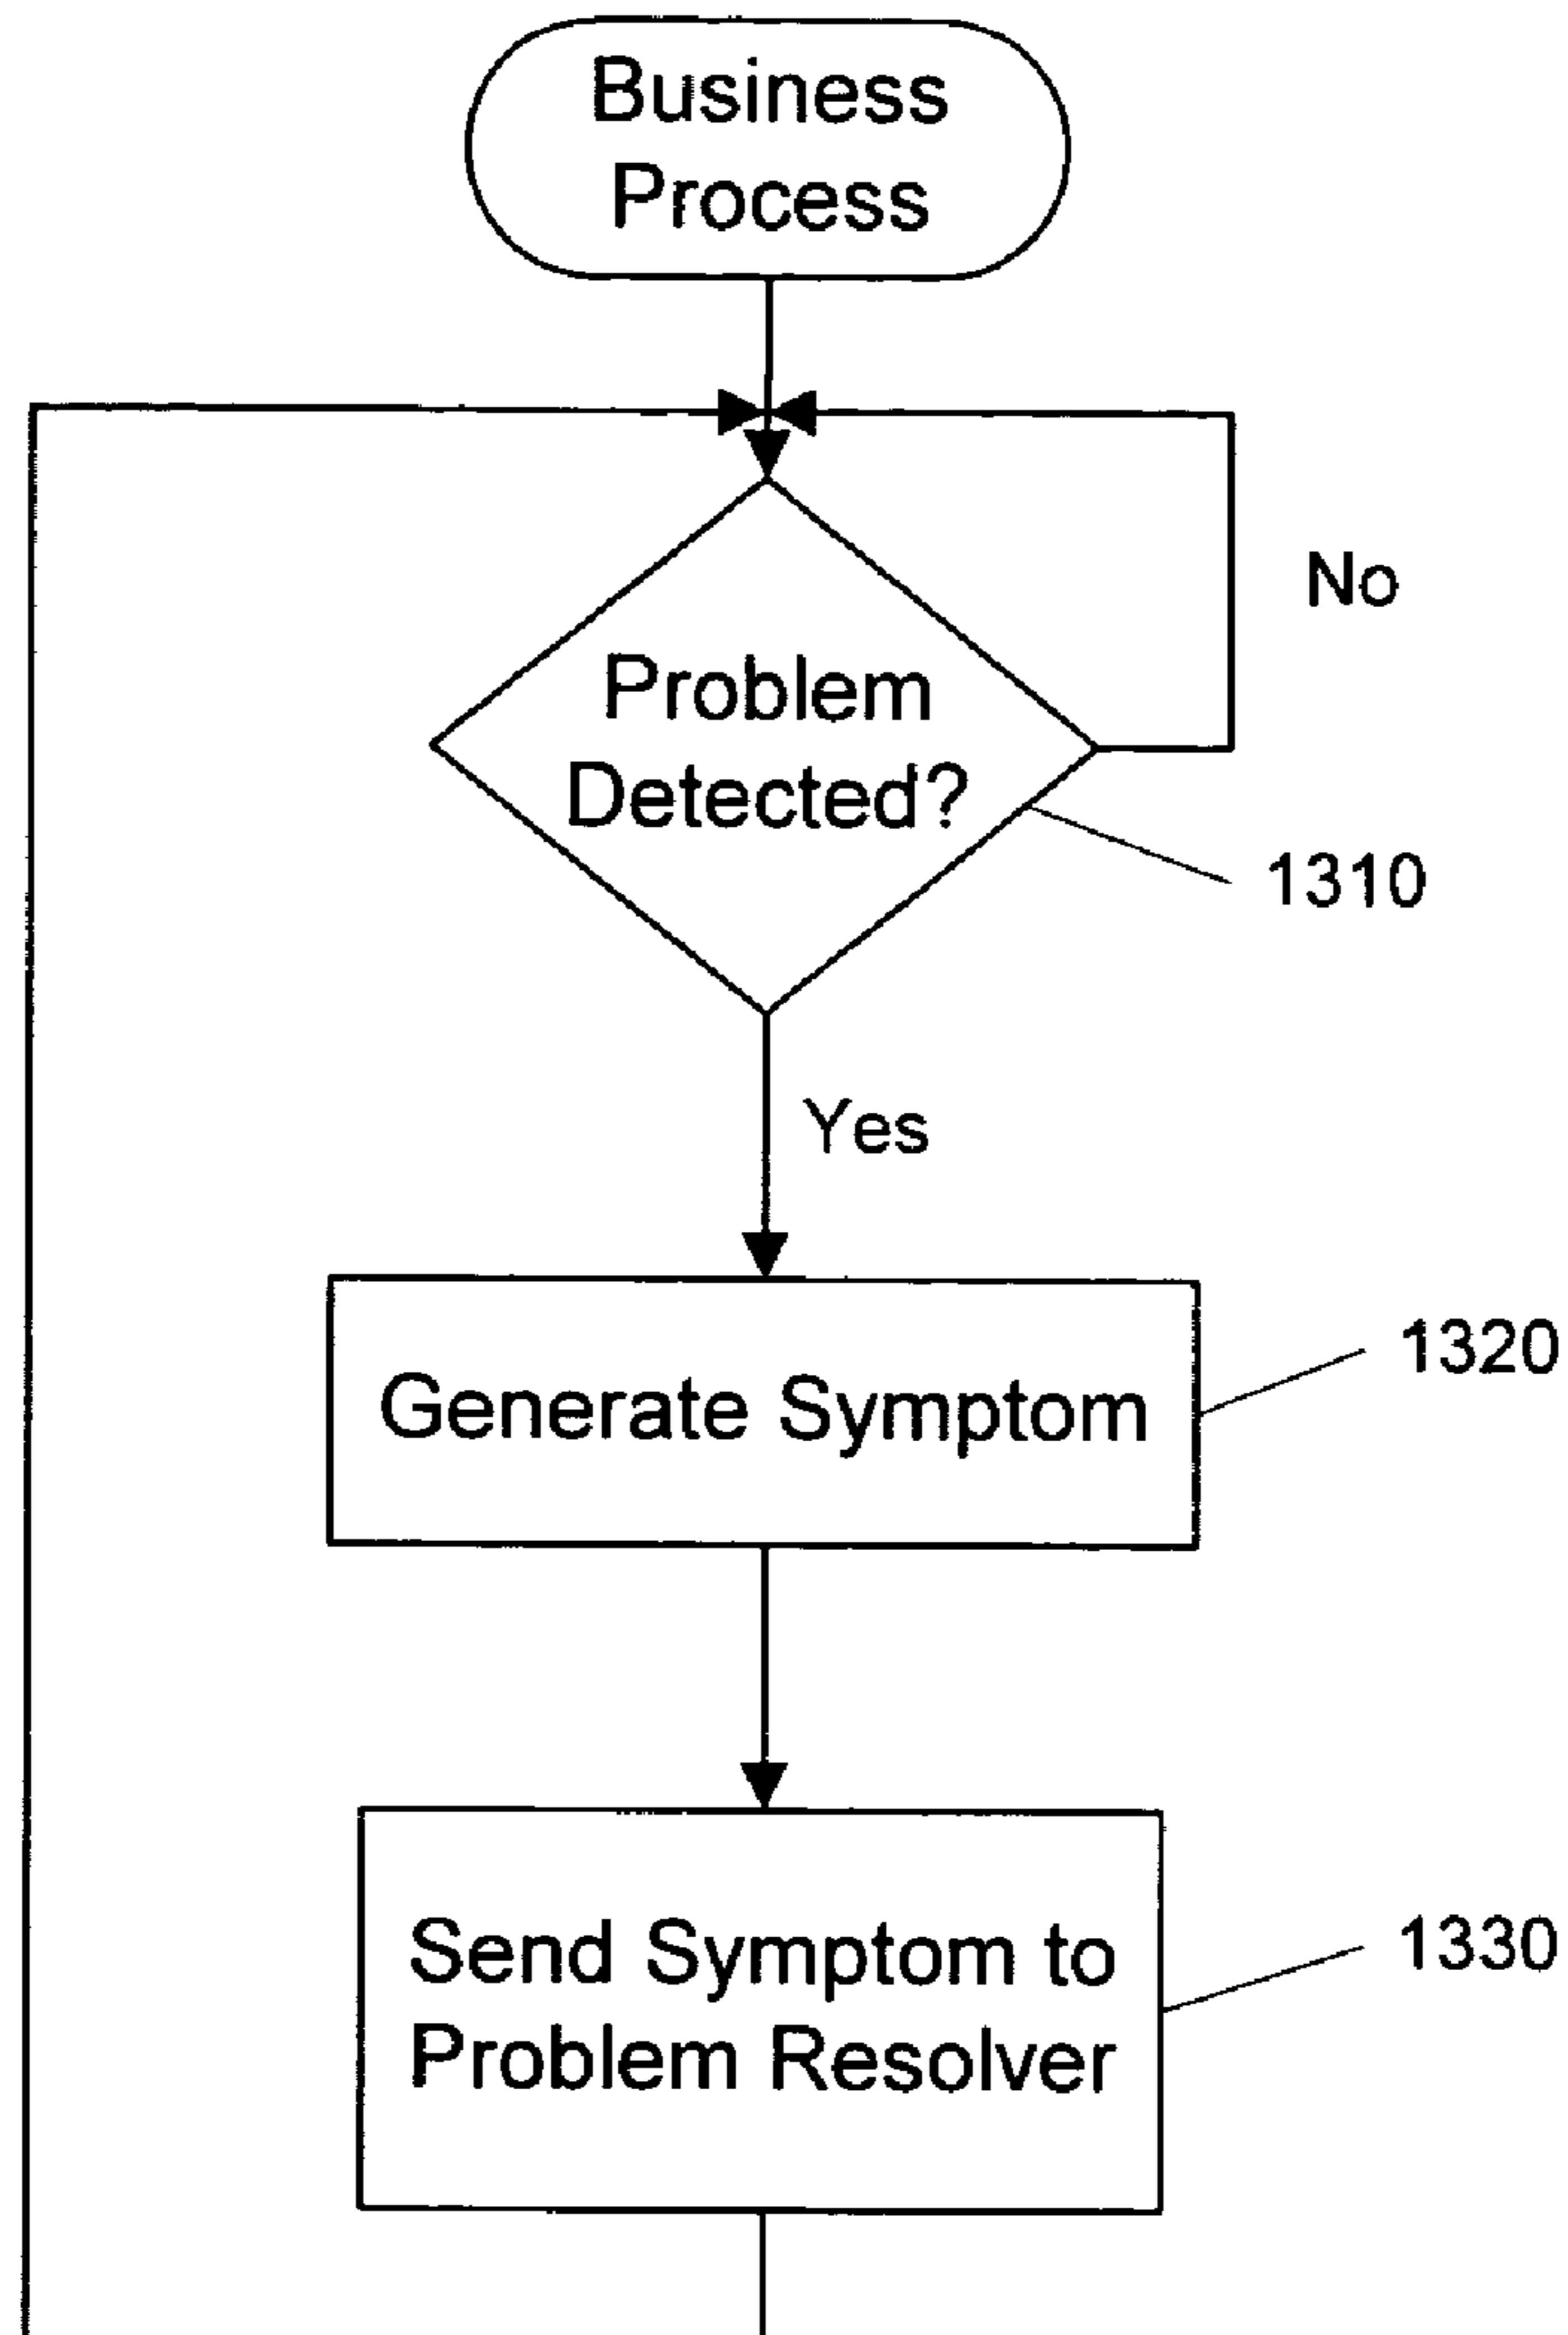 Business
Process
No
Problem
Detected?
1310
Yes
1320
Generate Symptom
1330
Send Symptom to
Problem Resolver